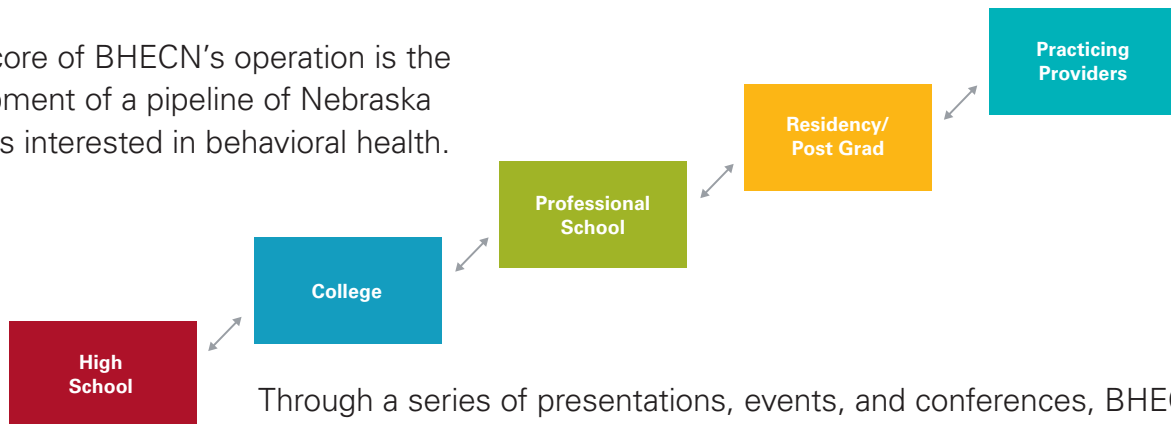 core of BHECN’s operation is the
pment of a pipeline of Nebraska
s interested in behavioral health.
Practicing
Providers
Residency/
Post Grad
Professional
School
College
High
School
Through a series of presentations, events, and conferences, BHEC